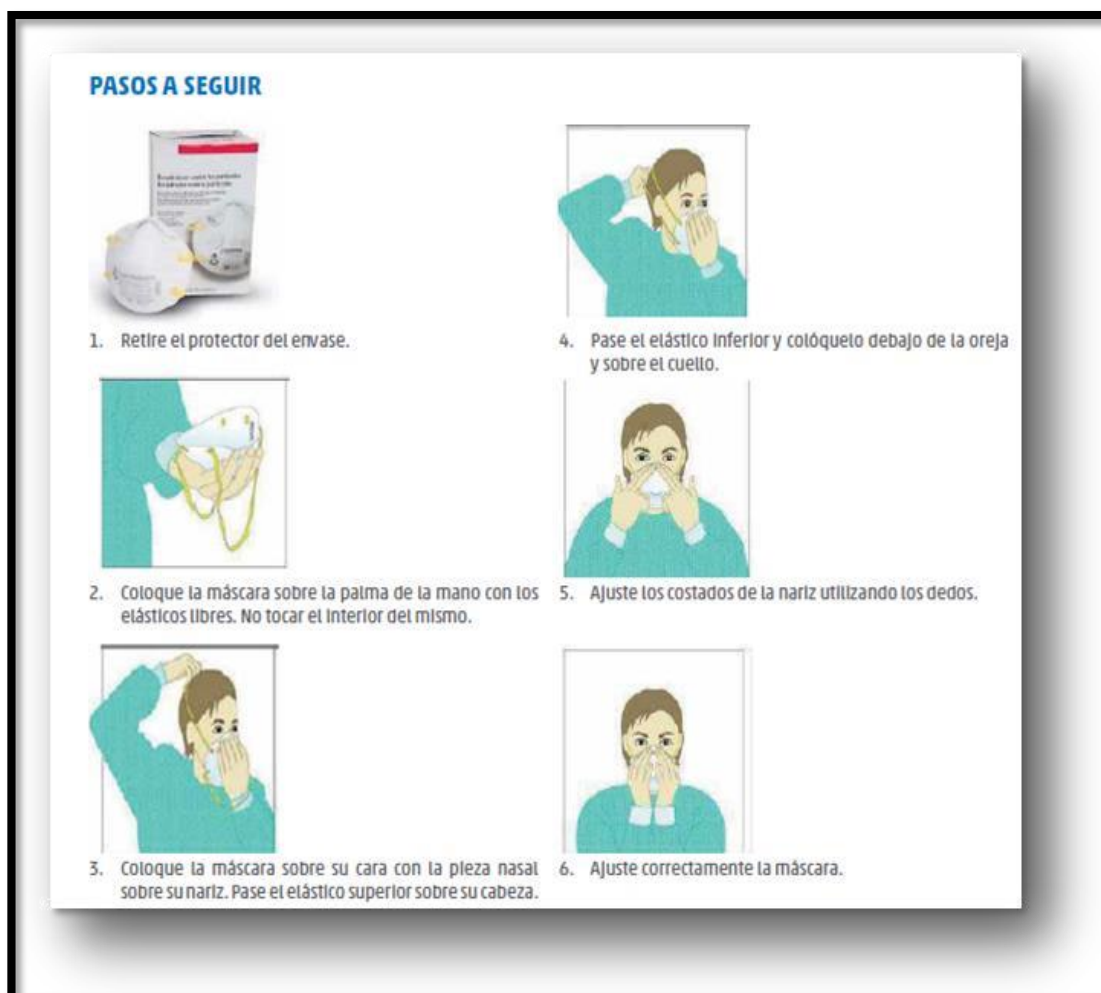 PASOS A SEGUIR
1. Retire el protector del envase.
2. Coloque la máscara sobre la palma de la mano con los
elásticos libres. No tocar el interior del mismo.
3. Coloque la máscara sobre su cara con la pieza nasal
sobre su nariz. Pase el elástico superior sobre su cabeza.
4. Pase el elástico inferior y colóquelo debajo de la oreja
y sobre el cuello.
5. Ajuste los costados de la nariz utilizando los dedos.
6. Ajuste correctamente la máscara.